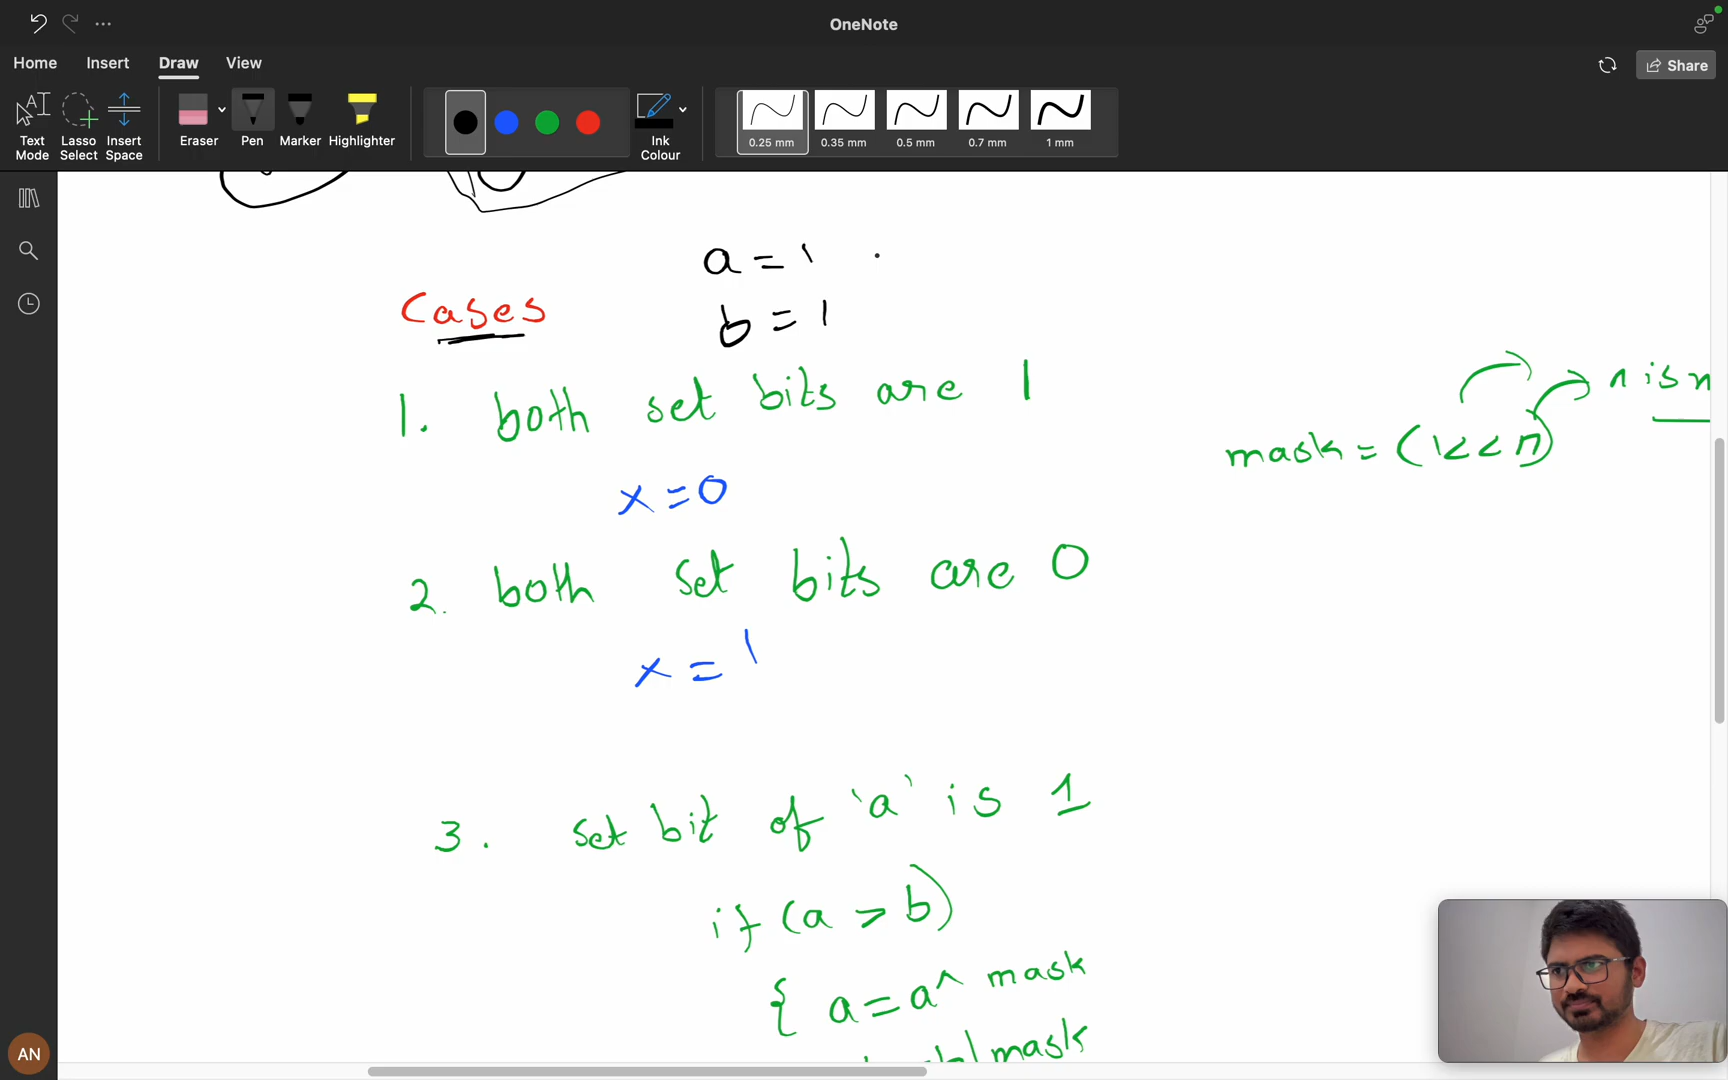 OneNote
Home Insert Draw View
Share
Text Mode
Lasso Select
Insert Space
Eraser
Pen
Marker
Highlighter
Ink Colour
0.25 mm
0.35 mm
0.5 mm
0.7 mm
1 mm
a = 1
b = 1
Cases
1. both set bits are 1
n is
mask = (1<<n)
x = 0
2. both set bits are 0
x = 1
3. set bit of 'a' is 1
if (a > b)
{ a = a ^ mask
| mask
AN